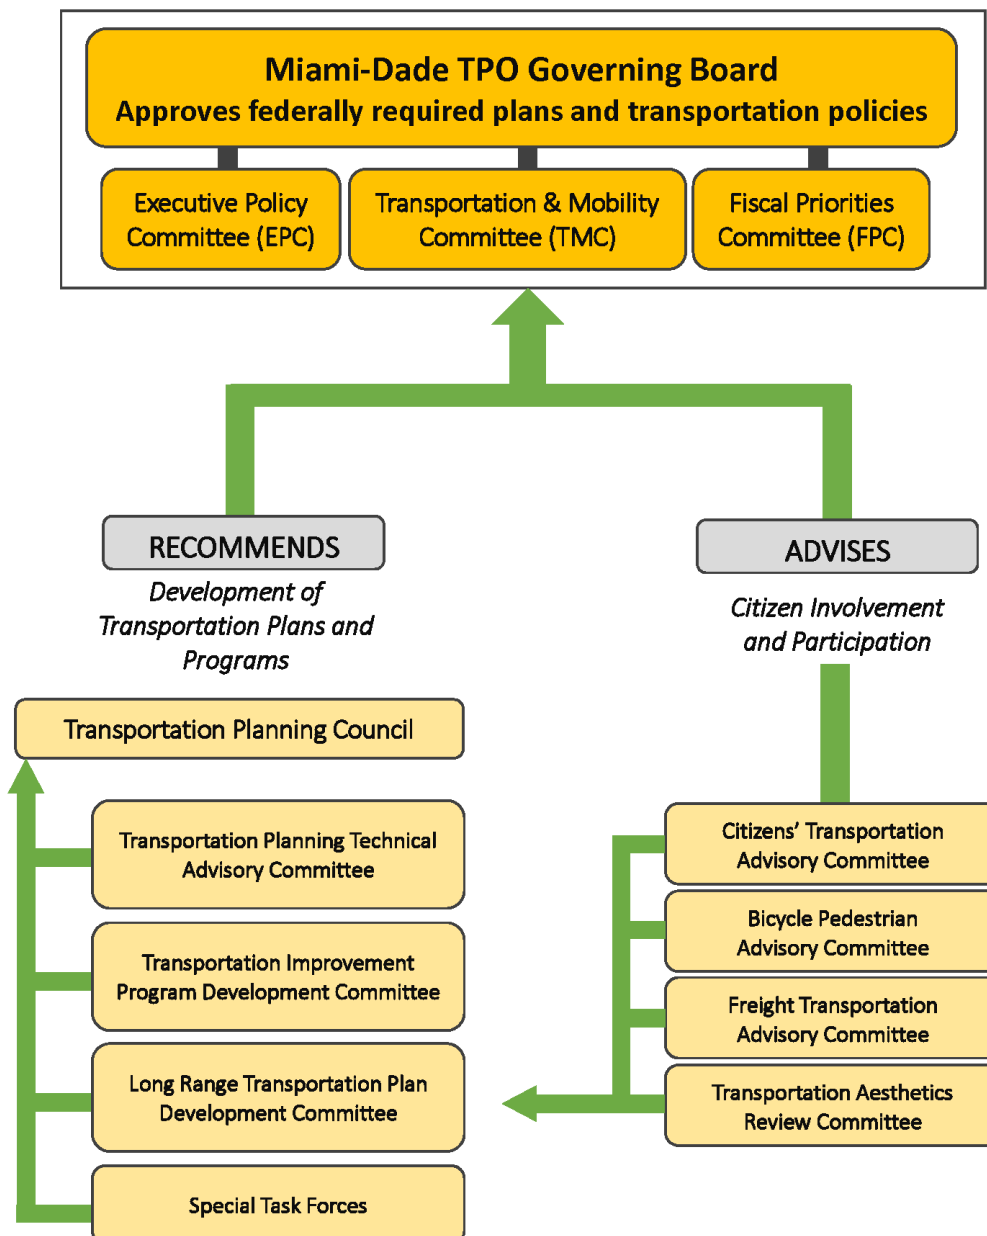 Miami-Dade TPO Governing Board
Approves federally required plans and transportation policies
Executive Policy
Committee (EPC)
Transportation & Mobility
Committee (TMC)
Fiscal Priorities
Committee (FPC)
RECOMMENDS
Development of
Transportation Plans and
Programs
Transportation Planning Council
Transportation Planning Technical
Advisory Committee
Transportation Improvement
Program Development Committee
Long Range Transportation Plan
Development Committee
Special Task Forces
ADVISES
Citizen Involvement
and Participation
Citizens’ Transportation
Advisory Committee
Bicycle Pedestrian
Advisory Committee
Freight Transportation
Advisory Committee
Transportation Aesthetics
Review Committee